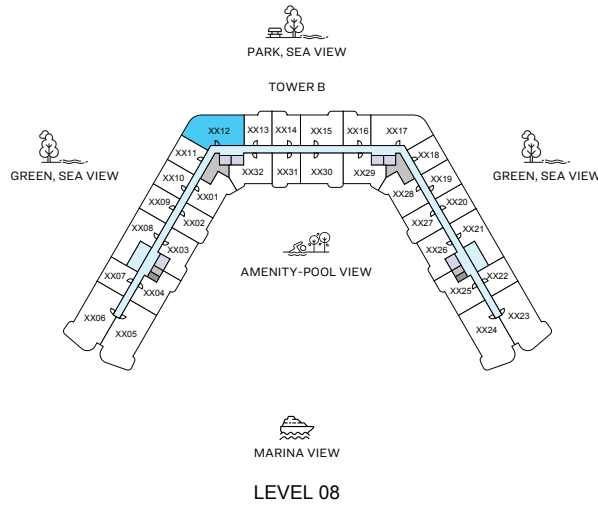 PARK, SEA VIEW
TOWER B
XX12
XX13
XX14
XX15
XX16
XX17
XX11
XX18
GREEN, SEA VIEW
GREEN, SEA VIEW
XX10
XX32
XX31
XX30
XX29
XX19
XX09
XX01
XX28
XX20
XX08
XX02
XX27
XX21
XX03
XX26
AMENITY-POOL VIEW
XX07
XX22
XX04
XX25
XX06
XX23
XX05
XX24
MARINA VIEW
LEVEL 08